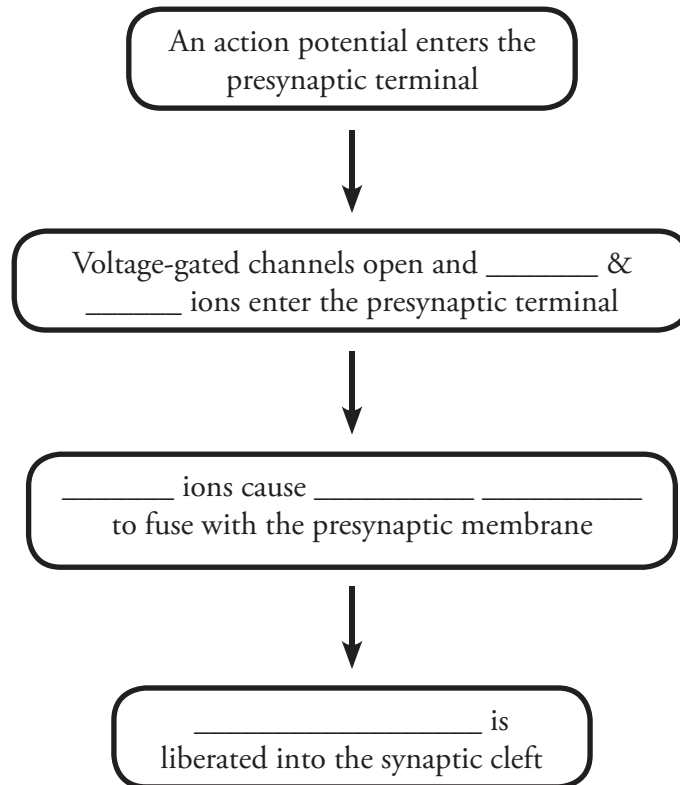 An action potential enters the
presynaptic terminal
Voltage-gated channels open and _______ &
______ ions enter the presynaptic terminal
_______ ions cause __________ __________
to fuse with the presynaptic membrane
__________________ is
liberated into the synaptic cleft